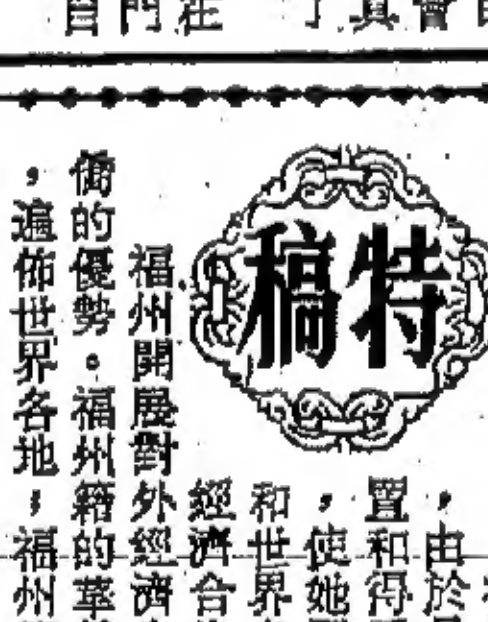 特稿
，由於
置和得
，使她
和世界
經濟合
福州開展對外經濟
僑的優勢。福州籍的華
，遍佈世界各地，福州